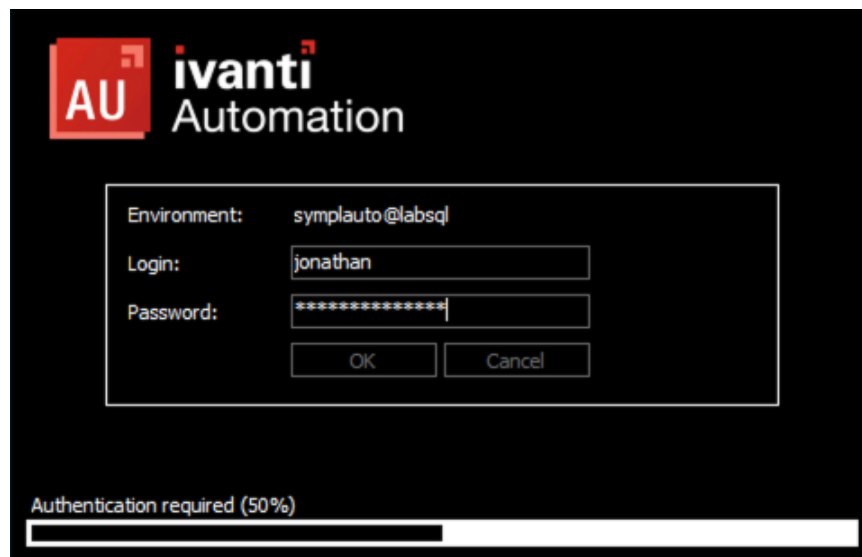 AU
ivanti
Automation
Environment: symplauto@labsql
Login: jonathan
Password: **************
OK Cancel
Authentication required (50%)